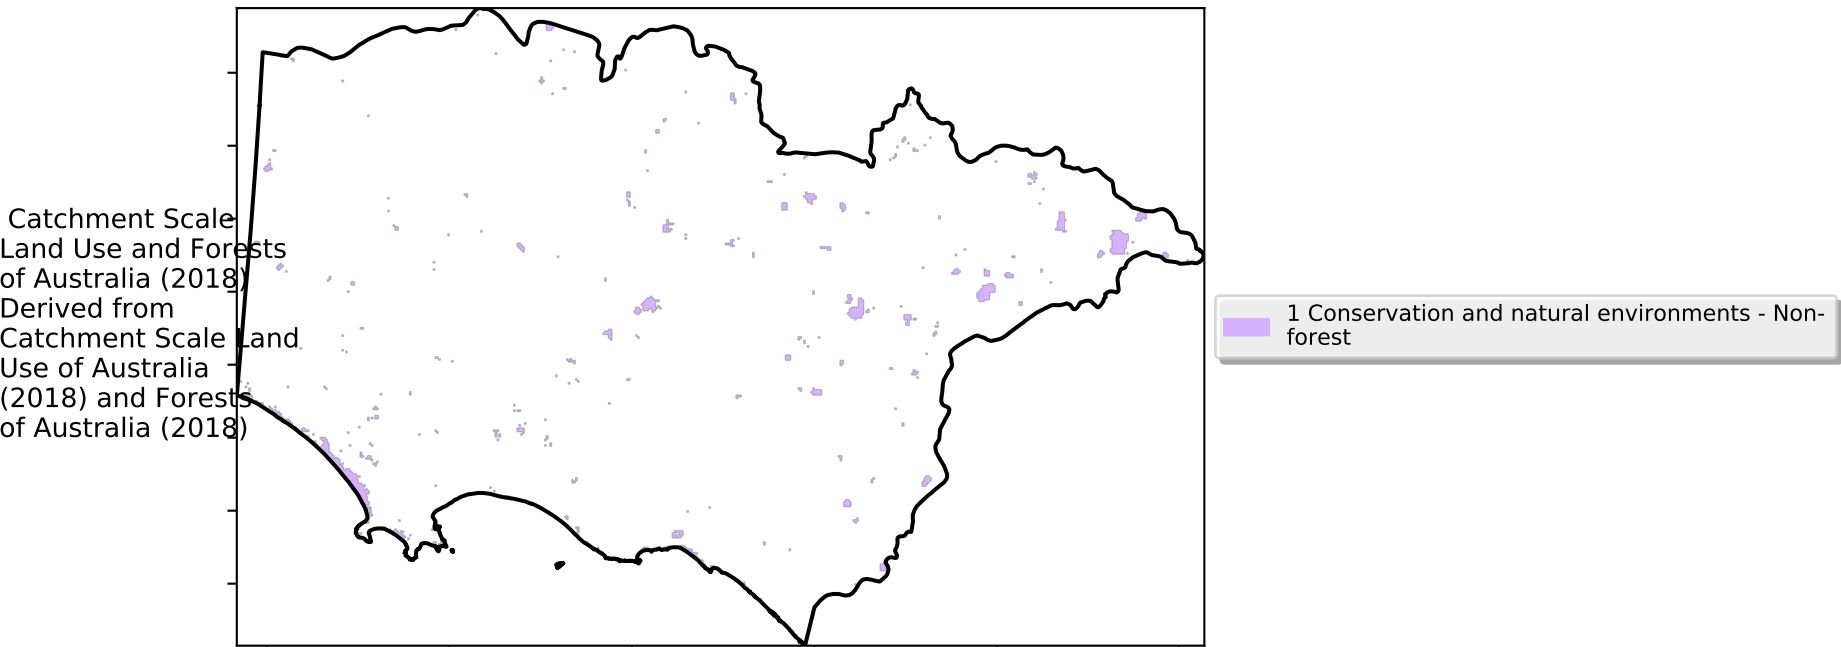 Catchment Scale
Land Use and Forests
of Australia (2018)
Derived from
Catchment Scale Land
Use of Australia
(2018) and Forests
of Australia (2018)
1 Conservation and natural environments - Non-
forest